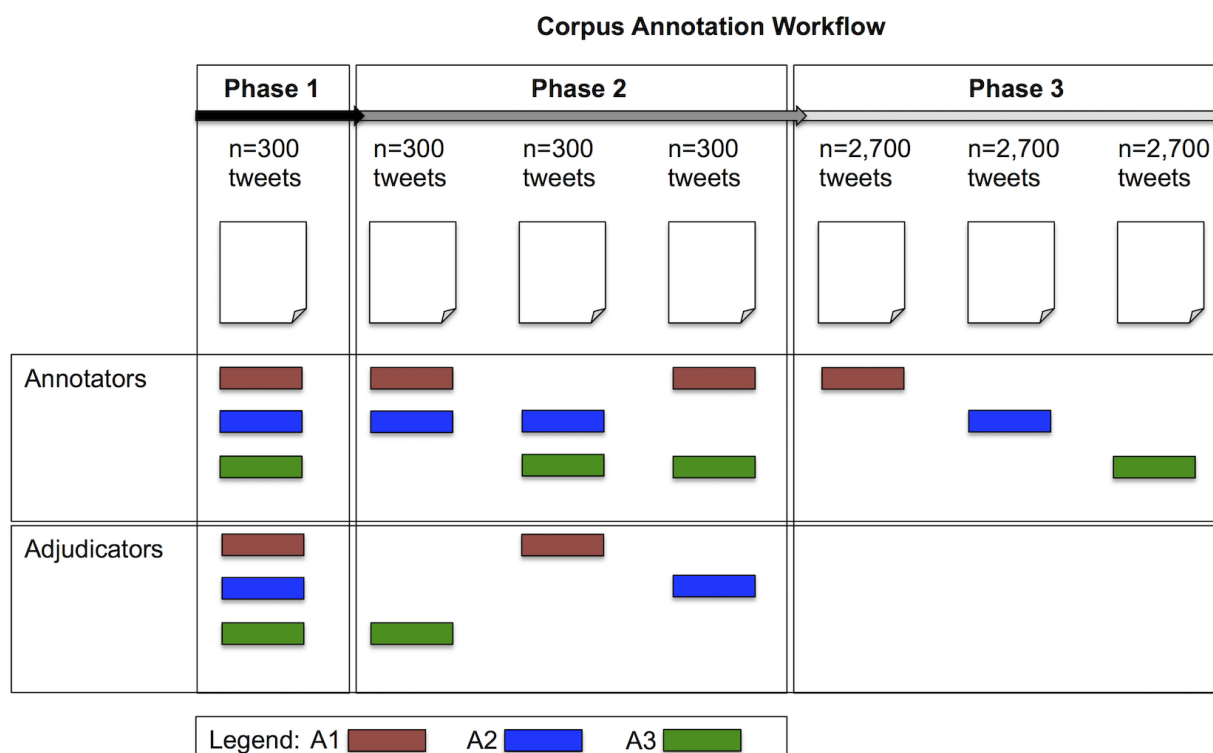 Corpus Annotation Workflow
Phase 1
Phase 2
Phase 3
n=300
tweets
n=300
tweets
n=300
tweets
n=300
tweets
n=2,700
tweets
n=2,700
tweets
n=2,700
tweets
Annotators
Adjudicators
Legend: A1 A2 A3